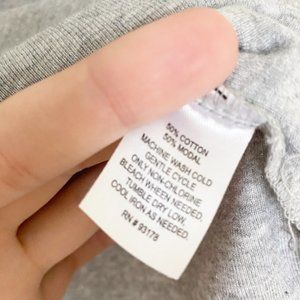 50% COTTON
50% MODAL
MACHINE WASH COLD
GENTLE CYCLE
ONLY NON-CHLORINE
BLEACH WHEEN NEEDED.
TUMBLE DRY LOW.
COOL IRON AS NEEDED.
RN # 93178